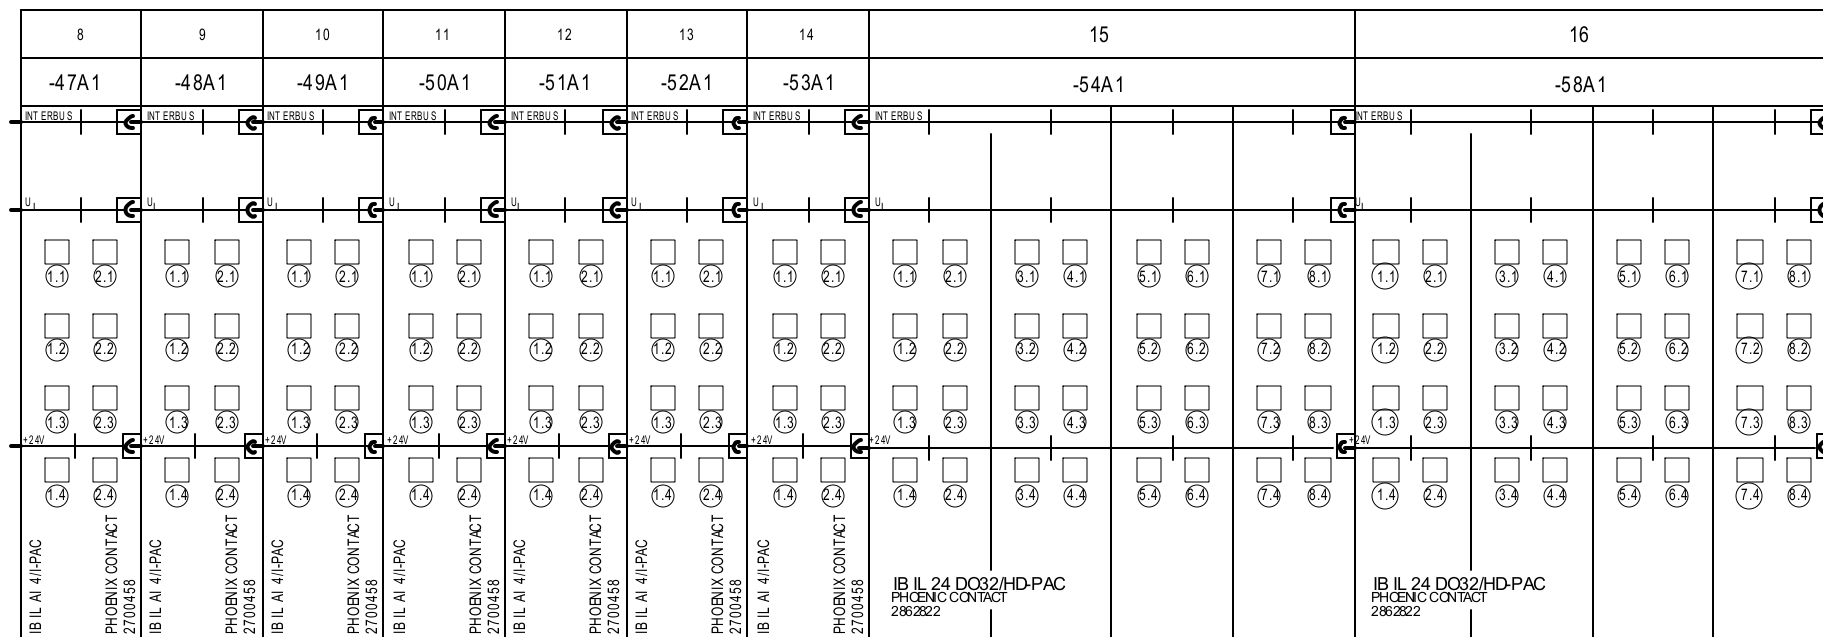 8 9 10 11 12 13 14 15 16
-47A1 -48A1 -49A1 -50A1 -51A1 -52A1 -53A1 -54A1 -58A1
INTERBUS INTERBUS INTERBUS INTERBUS INTERBUS INTERBUS INTERBUS INTERBUS INTERBUS
UL UL UL UL UL UL UL UL UL
1.1 2.1 1.1 2.1 1.1 2.1 1.1 2.1 1.1 2.1 1.1 2.1 1.1 2.1 1.1 2.1 3.1 4.1 5.1 6.1 7.1 8.1 1.1 2.1 3.1 4.1 5.1 6.1 7.1 8.1
1.2 2.2 1.2 2.2 1.2 2.2 1.2 2.2 1.2 2.2 1.2 2.2 1.2 2.2 1.2 2.2 3.2 4.2 5.2 6.2 7.2 8.2 1.2 2.2 3.2 4.2 5.2 6.2 7.2 8.2
1.3 2.3 1.3 2.3 1.3 2.3 1.3 2.3 1.3 2.3 1.3 2.3 1.3 2.3 1.3 2.3 3.3 4.3 5.3 6.3 7.3 8.3 1.3 2.3 3.3 4.3 5.3 6.3 7.3 8.3
+24V +24V +24V +24V +24V +24V +24V +24V +24V
1.4 2.4 1.4 2.4 1.4 2.4 1.4 2.4 1.4 2.4 1.4 2.4 1.4 2.4 1.4 2.4 3.4 4.4 5.4 6.4 7.4 8.4 1.4 2.4 3.4 4.4 5.4 6.4 7.4 8.4
IB IL AI 4/I-PAC
PHOENIX CONTACT
2700458
IB IL AI 4/I-PAC
PHOENIX CONTACT
2700458
IB IL AI 4/I-PAC
PHOENIX CONTACT
2700458
IB IL AI 4/I-PAC
PHOENIX CONTACT
2700458
IB IL AI 4/I-PAC
PHOENIX CONTACT
2700458
IB IL AI 4/I-PAC
PHOENIX CONTACT
2700458
IB IL AI 4/I-PAC
PHOENIX CONTACT
2700458
IB IL 24 DO32/HD-PAC
PHOENIC CONTACT
2862822
IB IL 24 DO32/HD-PAC
PHOENIC CONTACT
2862822